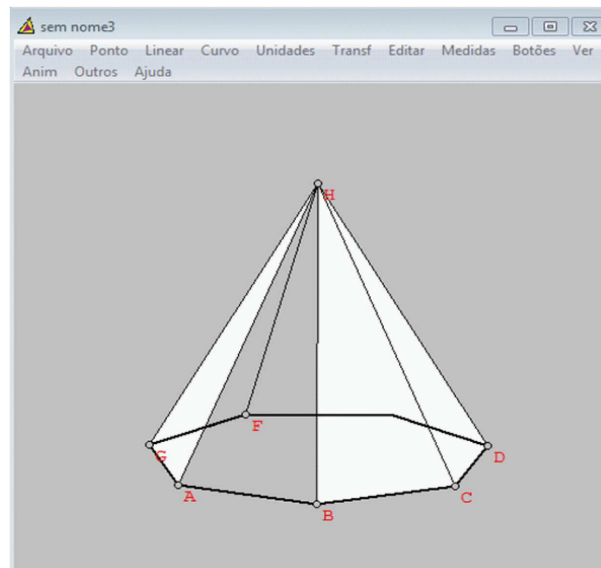 sem nome3
Arquivo Ponto Linear Curvo Unidades Transf Editar Medidas Botões Ver
Anim Outros Ajuda
H
F
G
D
A
C
B